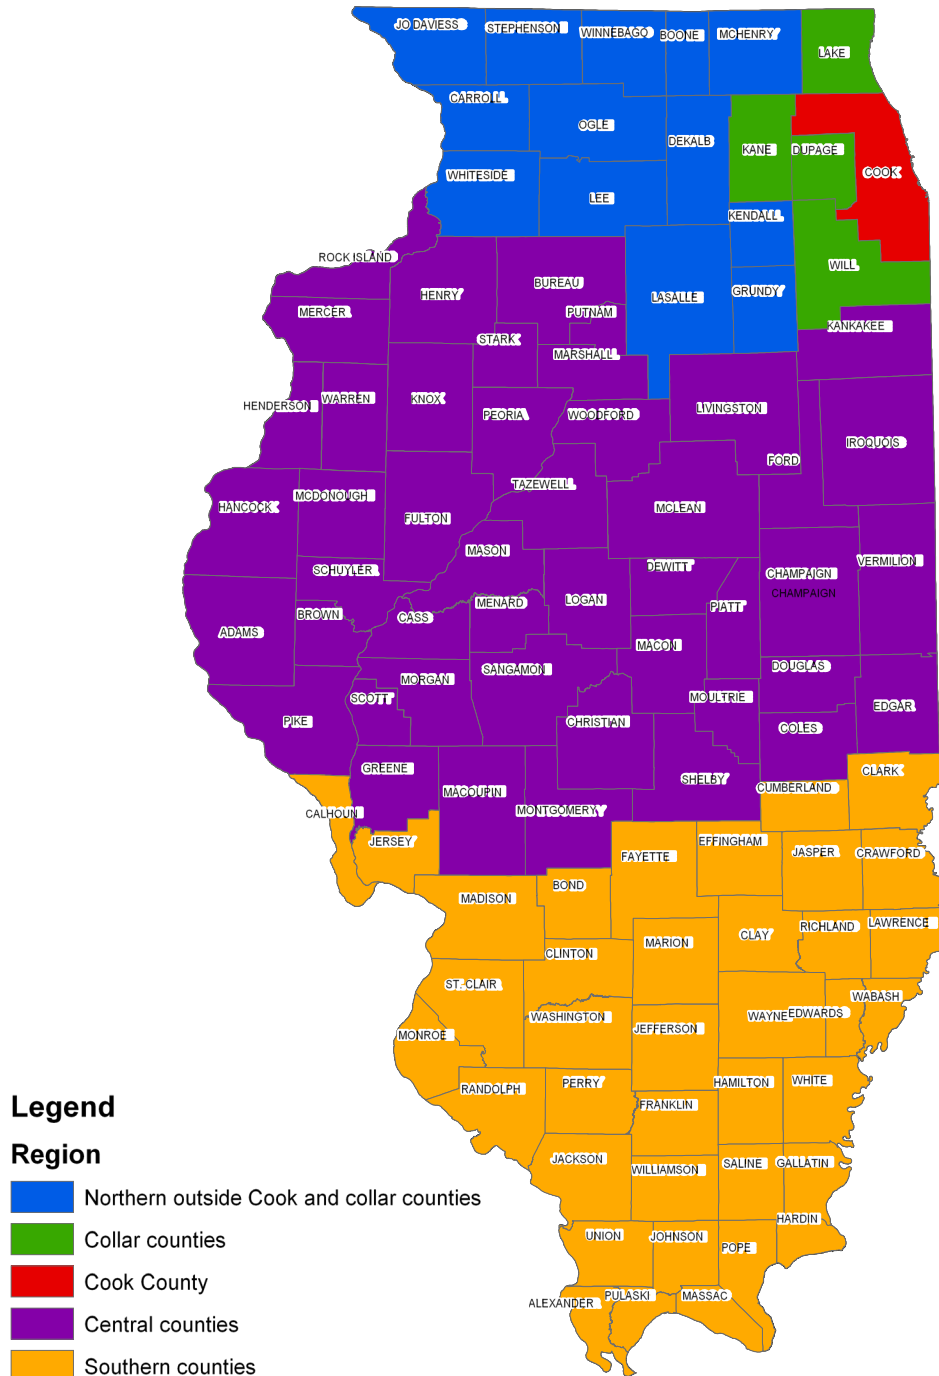 JO DAVIESS
STEPHENSON
WINNEBAGO
BOONE
MCHENRY
LAKE
CARROLL
OGLE
DEKALB
KANE
DUPAGE
COOK
WHITESIDE
LEE
KENDALL
ROCK ISLAND
HENRY
BUREAU
LASALLE
GRUNDY
WILL
MERCER
PUTNAM
KANKAKEE
STARK
MARSHALL
HENDERSON
WARREN
KNOX
PEORIA
WOODFORD
LIVINGSTON
IROQUOIS
FORD
HANCOCK
MCDONOUGH
FULTON
TAZEWELL
MCLEAN
SCHUYLER
MASON
DEWITT
CHAMPAIGN
CHAMPAIGN
VERMILION
ADAMS
BROWN
CASS
MENARD
LOGAN
PIATT
MACON
DOUGLAS
MORGAN
SANGAMON
SCOTT
MOULTRIE
EDGAR
PIKE
CHRISTIAN
COLES
GREENE
MACOUPIN
MONTGOMERY
SHELBY
CUMBERLAND
CLARK
CALHOUN
JERSEY
FAYETTE
EFFINGHAM
JASPER
CRAWFORD
MADISON
BOND
CLAY
RICHLAND
LAWRENCE
CLINTON
MARION
ST. CLAIR
WASHINGTON
WAYNE
EDWARDS
WABASH
MONROE
JEFFERSON
RANDOLPH
PERRY
HAMILTON
WHITE
FRANKLIN
JACKSON
WILLIAMSON
SALINE
GALLATIN
UNION
JOHNSON
POPE
HARDIN
ALEXANDER
PULASKI
MASSAC
Legend
Region
Northern outside Cook and collar counties
Collar counties
Cook County
Central counties
Southern counties